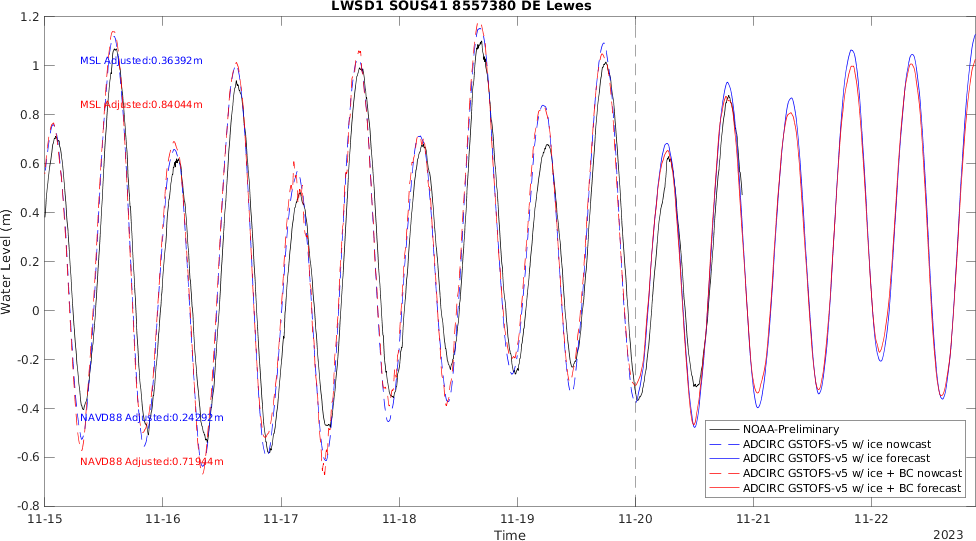 LWSD1 SOUS41 8557380 DE Lewes
Water Level (m)
1.2
1
0.8
0.6
0.4
0.2
0
-0.2
-0.4
-0.6
-0.8
MSL Adjusted:0.36392m
MSL Adjusted:0.84044m
NAVD88 Adjusted:0.24292m
NAVD88 Adjusted:0.71944m
NOAA-Preliminary
ADCIRC GSTOFS-v5 w/ ice nowcast
ADCIRC GSTOFS-v5 w/ ice forecast
ADCIRC GSTOFS-v5 w/ ice + BC nowcast
ADCIRC GSTOFS-v5 w/ ice + BC forecast
11-15 11-16 11-17 11-18 11-19 11-20 11-21 11-22
Time
2023